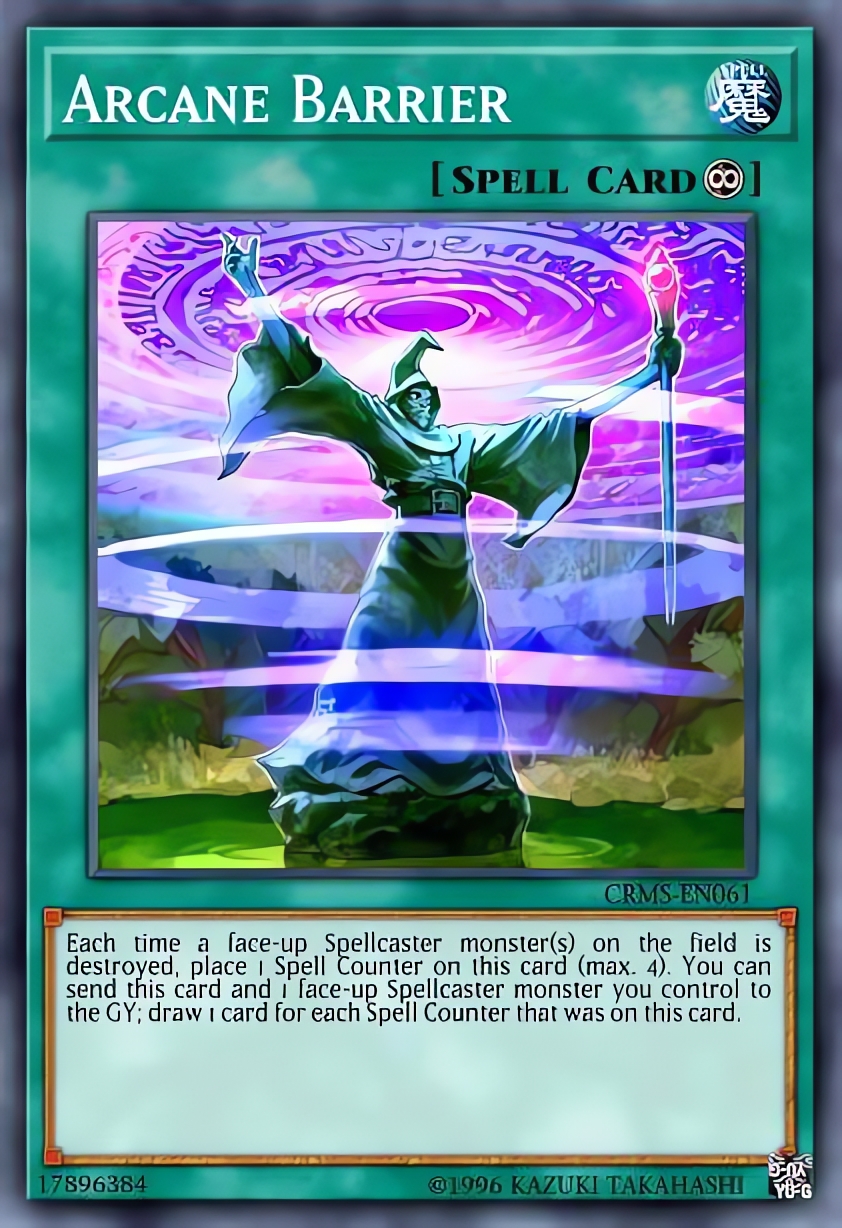 ARCANE BARRIER
魔
[SPELL CARD ]
CRMS-EN061
Each time a face-up Spellcaster monster(s) on the field is
destroyed, place 1 Spell Counter on this card (max. 4). You can
send this card and 1 face-up Spellcaster monster you control to
the GY; draw 1 card for each Spell Counter that was on this card.
17896384
©1996 KAZUKI TAKAHASHI